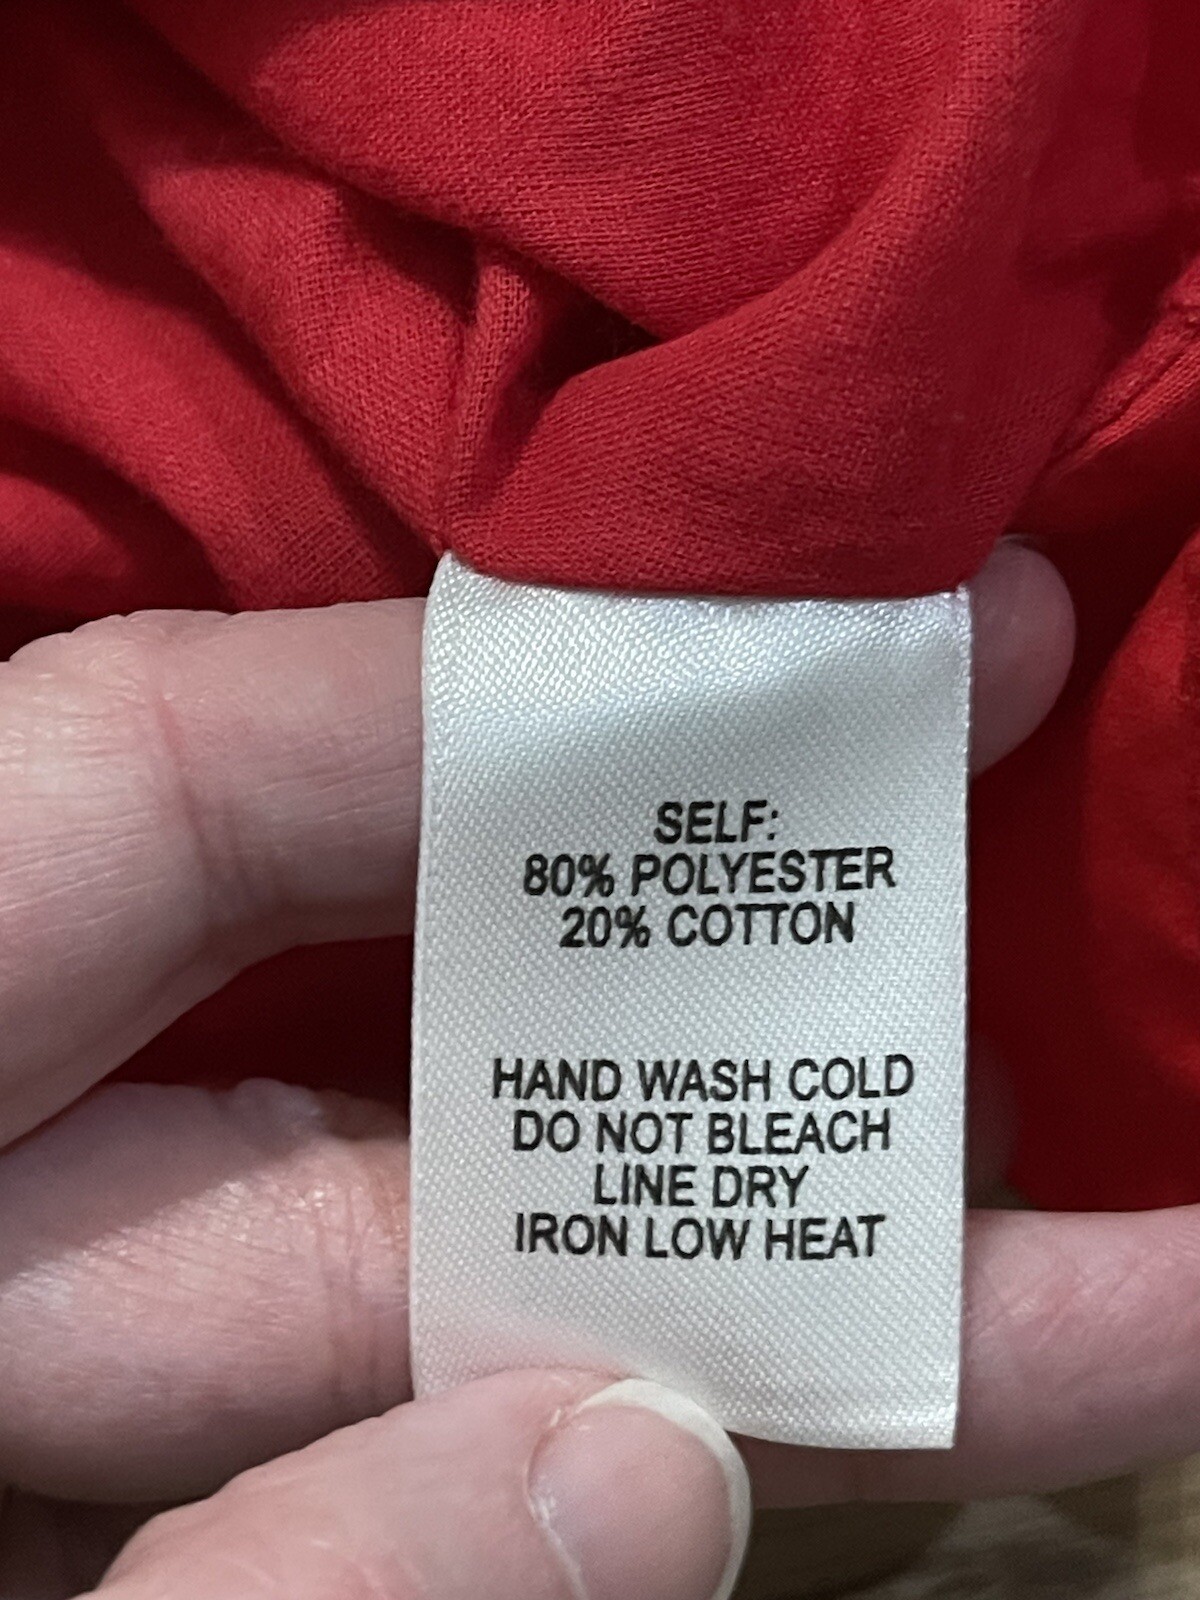 SELF:
80% POLYESTER
20% COTTON
HAND WASH COLD
DO NOT BLEACH
LINE DRY
IRON LOW HEAT